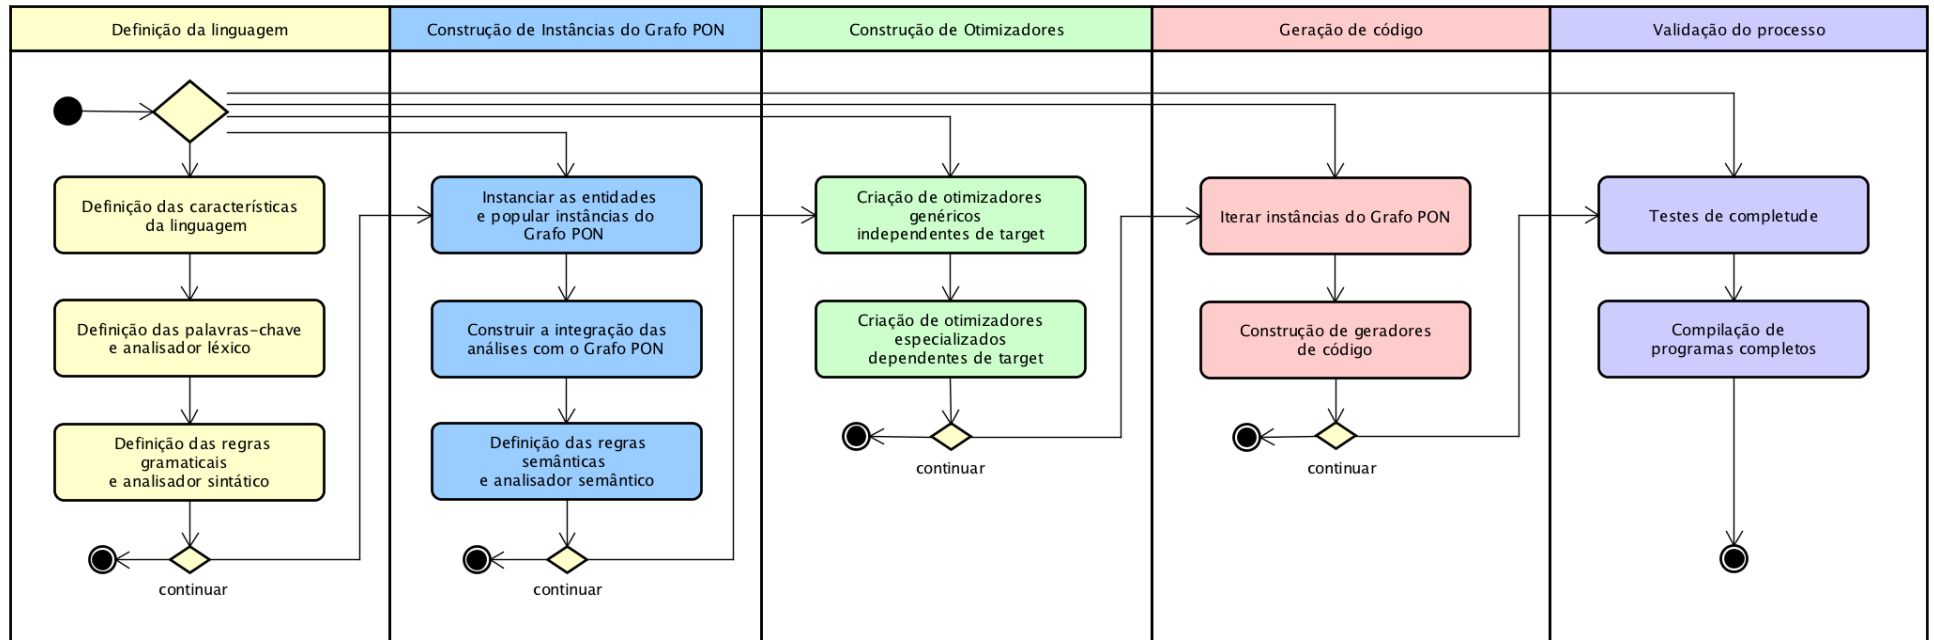 Definição da linguagem
Construção de Instâncias do Grafo PON
Construção de Otimizadores
Geração de código
Validação do processo
Definição das características
da linguagem
Definição das palavras-chave
e analisador léxico
Definição das regras
gramaticais
e analisador sintático
continuar
Instanciar as entidades
e popular instâncias do
Grafo PON
Construir a integração das
análises com o Grafo PON
Definição das regras
semânticas
e analisador semântico
continuar
Criação de otimizadores
genéricos
independentes de target
Criação de otimizadores
especializados
dependentes de target
continuar
Iterar instâncias do Grafo PON
Construção de geradores
de código
continuar
Testes de completude
Compilação de
programas completos